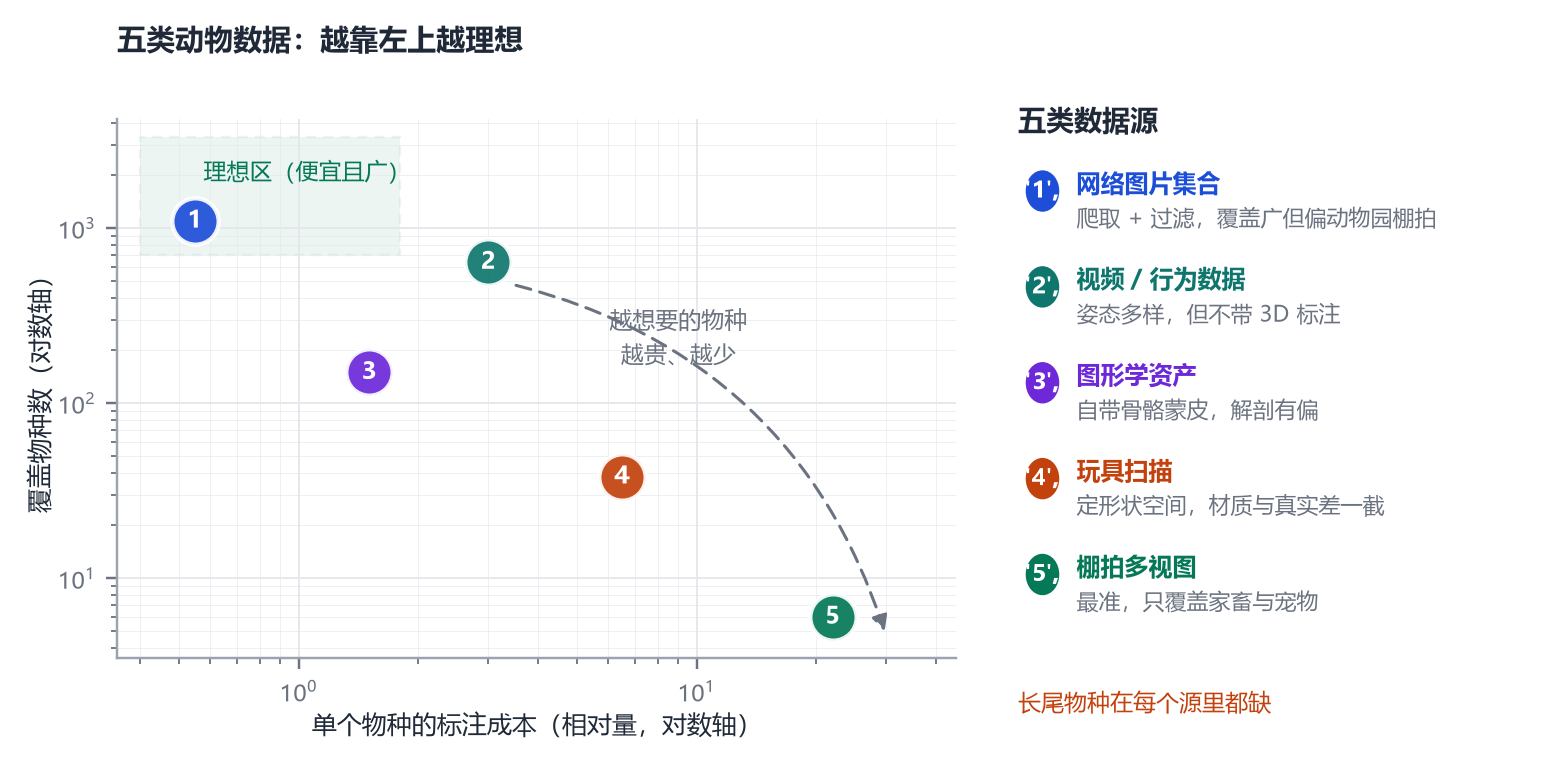 五类动物数据：越靠左上越理想
理想区（便宜且广）
1
2
3
4
5
越想要的物种
越贵、越少
10³
10²
10¹
覆盖物种数（对数轴）
10⁰
10¹
单个物种的标注成本（相对量，对数轴）
五类数据源
'1',
网络图片集合
爬取 + 过滤，覆盖广但偏动物园棚拍
'2',
视频 / 行为数据
姿态多样，但不带 3D 标注
'3',
图形学资产
自带骨骼蒙皮，解剖有偏
'4',
玩具扫描
定形状空间，材质与真实差一截
'5',
棚拍多视图
最准，只覆盖家畜与宠物
长尾物种在每个源里都缺